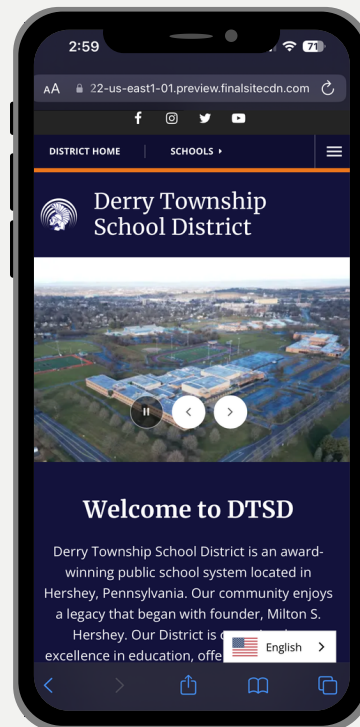 2:59
71
AA 22-us-east1-01.preview.finalsitecdn.com
DISTRICT HOME SCHOOLS
Derry Township
School District
Welcome to DTSD
Derry Township School District is an award-
winning public school system located in
Hershey, Pennsylvania. Our community enjoys
a legacy that began with founder, Milton S.
Hershey. Our District is
excellence in education,
English